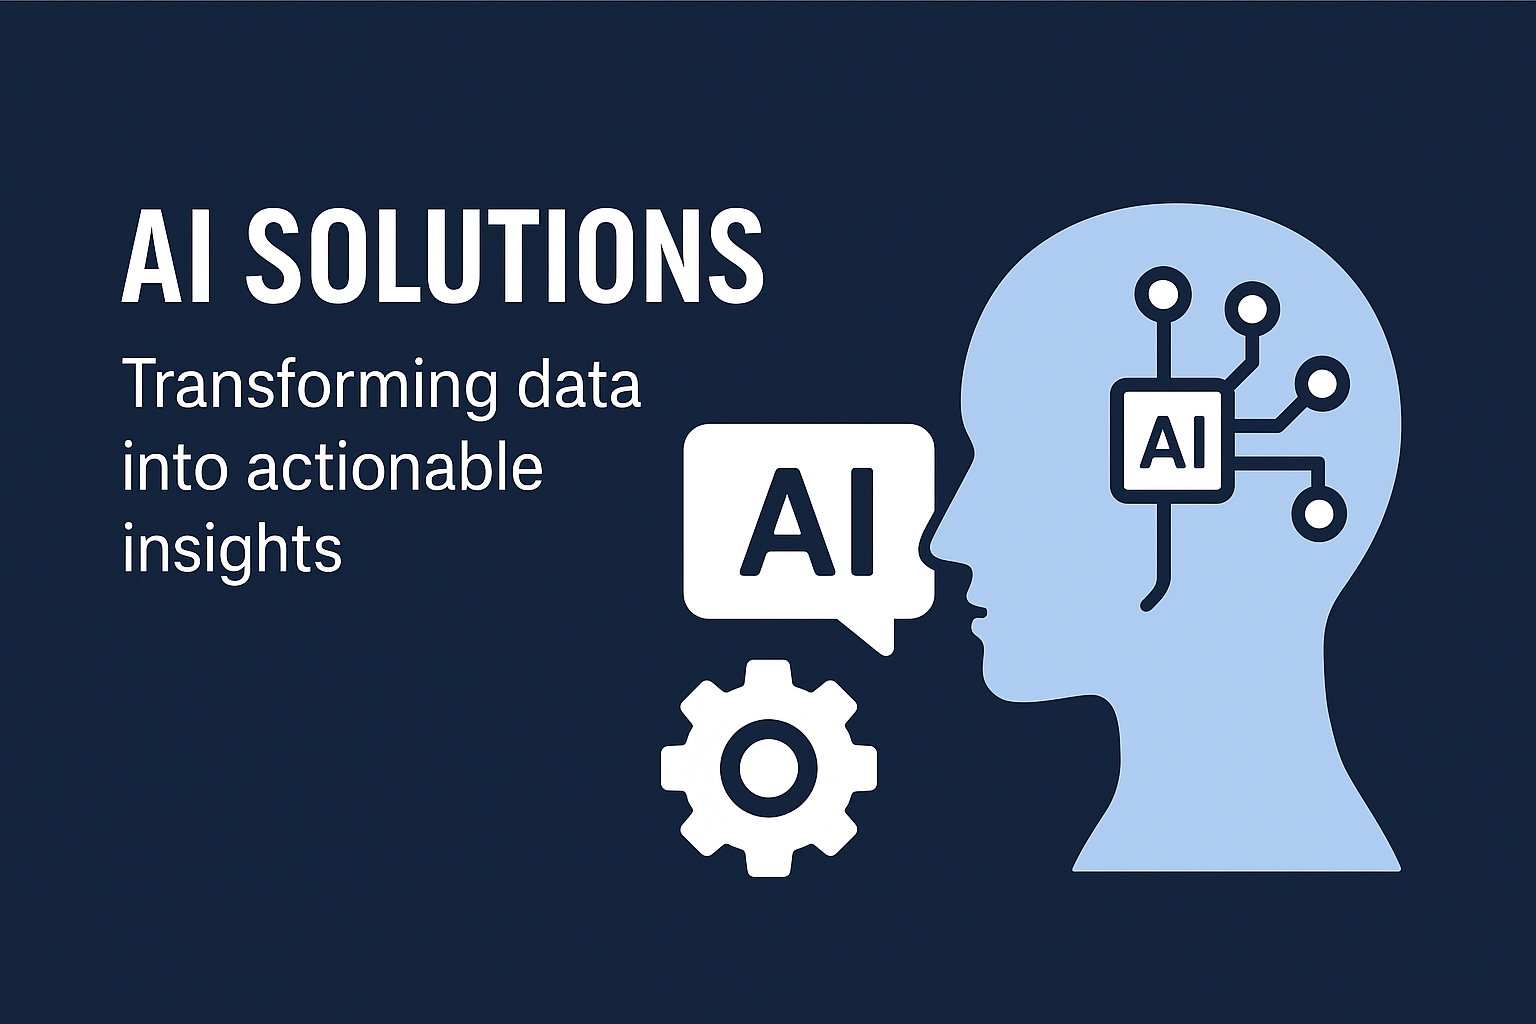 AI SOLUTIONS
Transforming data
into actionable
insights
AI
AI